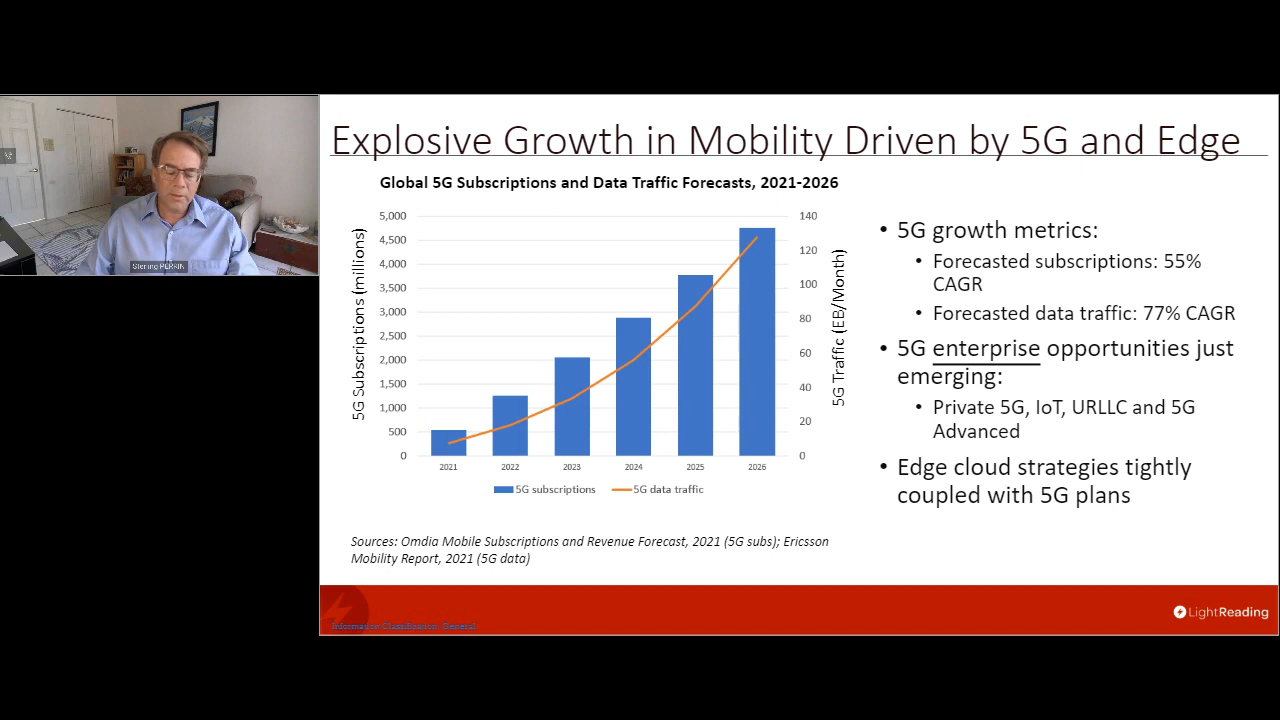 Explosive Growth in Mobility Driven by 5G and Edge
Global 5G Subscriptions and Data Traffic Forecasts, 2021-2026
5G Subscriptions (millions)
5,000
4,500
4,000
3,500
3,000
2,500
2,000
1,500
1,000
500
0
140
120
100
80
60
40
20
0
5G Traffic (EB/Month)
2021 2022 2023 2024 2025 2026
5G subscriptions 5G data traffic
Sources: Omdia Mobile Subscriptions and Revenue Forecast, 2021 (5G subs); Ericsson
Mobility Report, 2021 (5G data)
• 5G growth metrics:
• Forecasted subscriptions: 55%
CAGR
• Forecasted data traffic: 77% CAGR
• 5G enterprise opportunities just
emerging:
• Private 5G, IoT, URLLC and 5G
Advanced
• Edge cloud strategies tightly
coupled with 5G plans
Sterling PERRIN
Information Classification: General
LightReading